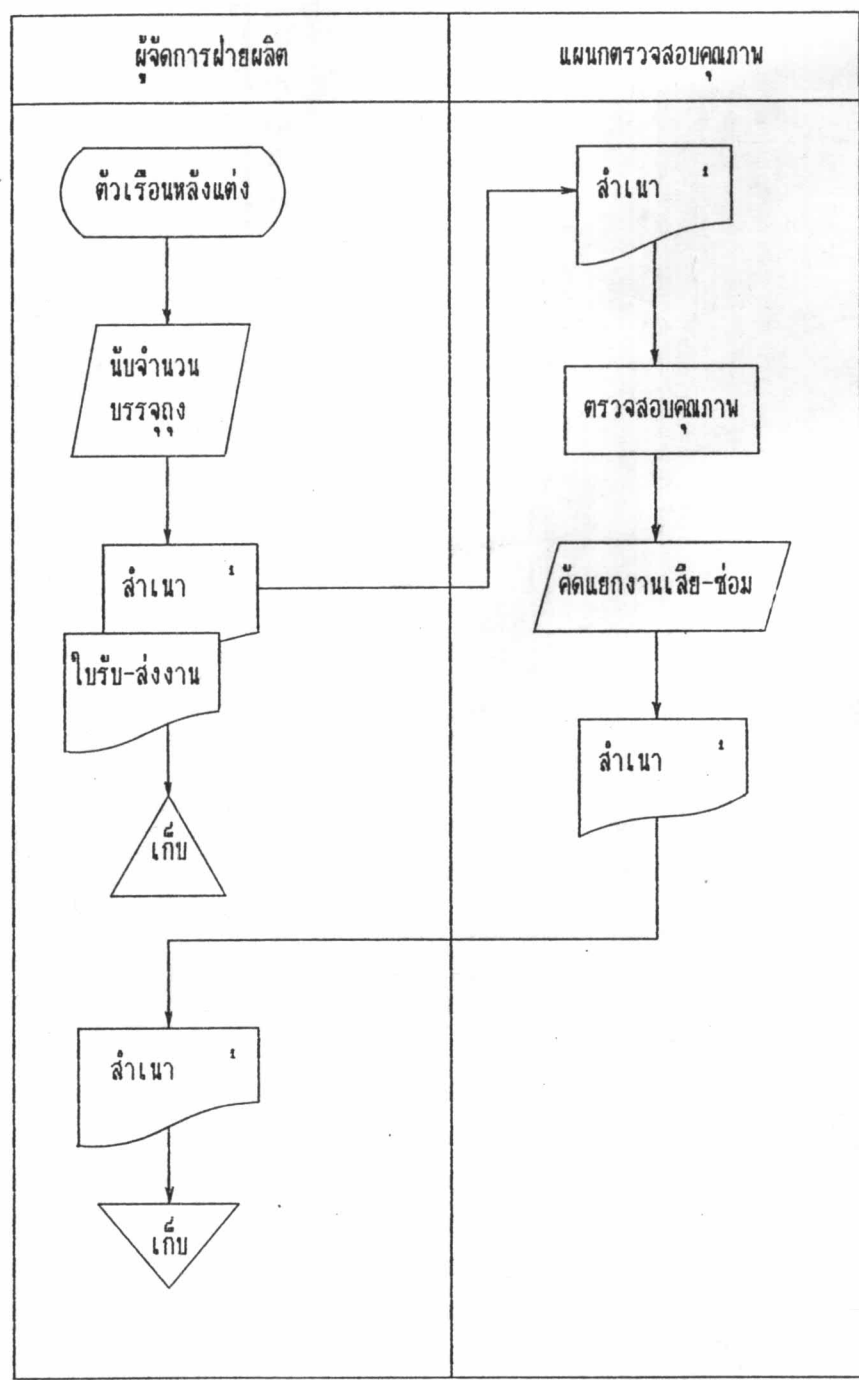 ผู้จัดการฝ่ายผลิต
แผนกตรวจสอบคุณภาพ
ตัวเรือนหลังแต่ง
นับจำนวน
บรรจุถุง
สำเนา 1
ใบรับ-ส่งงาน
เก็บ
สำเนา 1
เก็บ
สำเนา 1
ตรวจสอบคุณภาพ
คัดแยกงานเสีย-ซ่อม
สำเนา 1